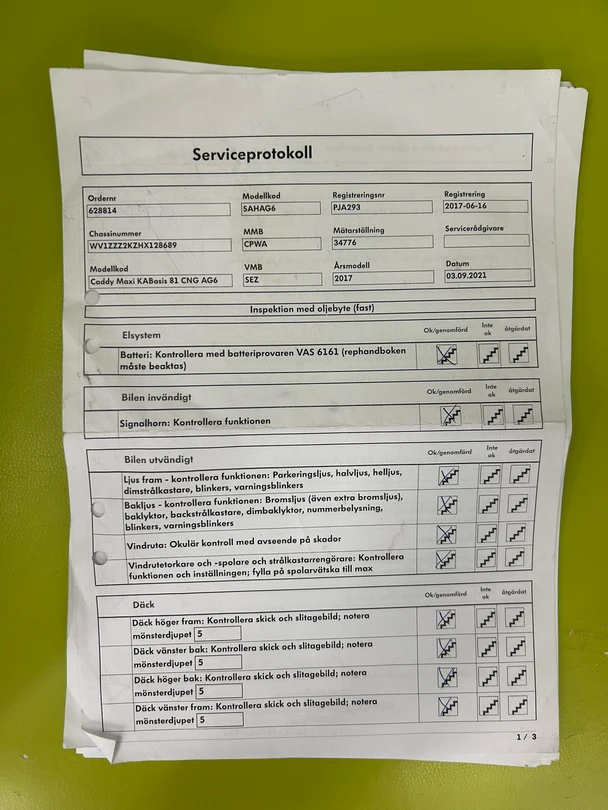 Serviceprotokoll
Ordernr Modellkod Registreringsnr Registrering
628814 SAHAG6 PJA293 2017-06-16
Chassinummer MMB Mätarställning Servicerådgivare
WV1ZZZ2KZHX128689 CPWA 34776
Modellkod VMB Årsmodell Datum
Caddy Maxi KABasis 81 CNG AG6 SEZ 2017 03.09.2021
Inspektion med oljebyte (fast)
Elsystem Ok/genomförd Inte ok åtgärdat
Batteri: Kontrollera med batteriprovaren VAS 6161 (rephandboken
måste beaktas)
Bilen invändigt Ok/genomförd Inte ok åtgärdat
Signalhorn: Kontrollera funktionen
Bilen utvändigt Ok/genomförd Inte ok åtgärdat
Ljus fram - kontrollera funktionen: Parkeringsljus, halvljus, helljus,
dimstrålkastare, blinkers, varningsblinkers
Bakljus - kontrollera funktionen: Bromsljus (även extra bromsljus),
baklyktor, backstrålkastare, dimbaklyktor, nummerbelysning,
blinkers, varningsblinkers
Vindruta: Okulär kontroll med avseende på skador
Vindrutetorkare och -spolare och strålkastarrengörare: Kontrollera
funktionen och inställningen; fylla på spolarvätska till max
Däck Ok/genomförd Inte ok åtgärdat
Däck höger fram: Kontrollera skick och slitagebild; notera
mönsterdjupet 5
Däck vänster bak: Kontrollera skick och slitagebild; notera
mönsterdjupet 5
Däck höger bak: Kontrollera skick och slitagebild; notera
mönsterdjupet 5
Däck vänster fram: Kontrollera skick och slitagebild; notera
mönsterdjupet 5
1 / 3